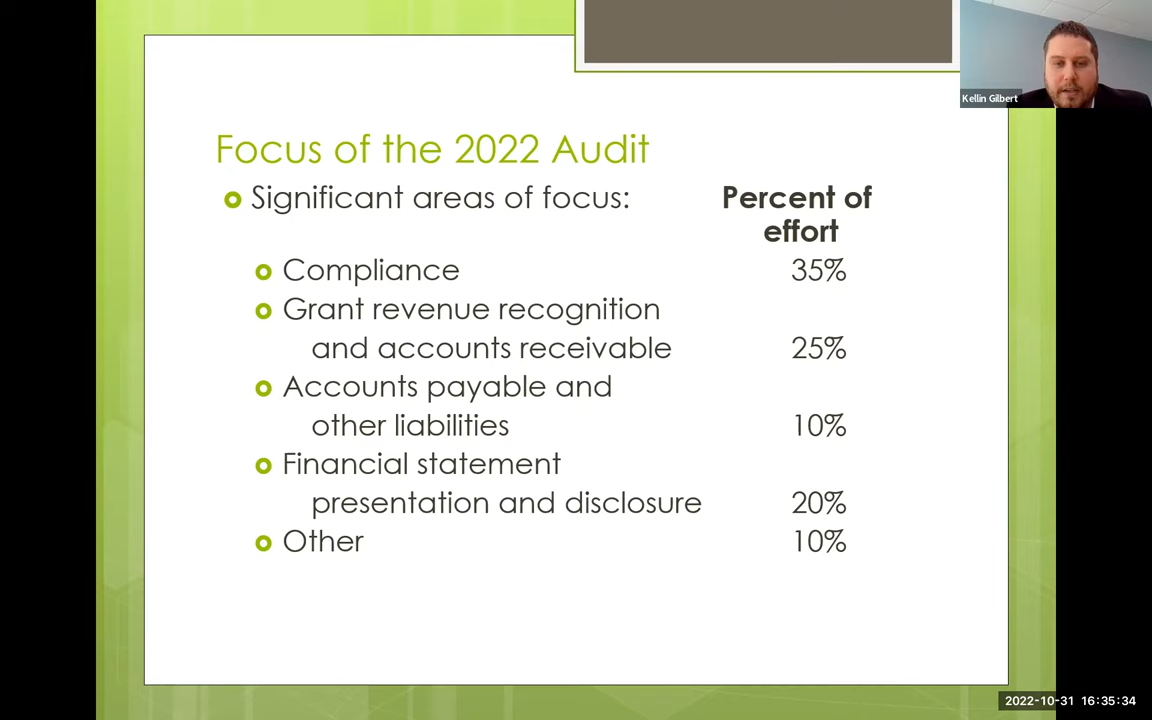 Kellin Gilbert
Focus of the 2022 Audit
Significant areas of focus: Percent of
effort
Compliance 35%
Grant revenue recognition
and accounts receivable 25%
Accounts payable and
other liabilities 10%
Financial statement
presentation and disclosure 20%
Other 10%
2022-10-31 16:35:34